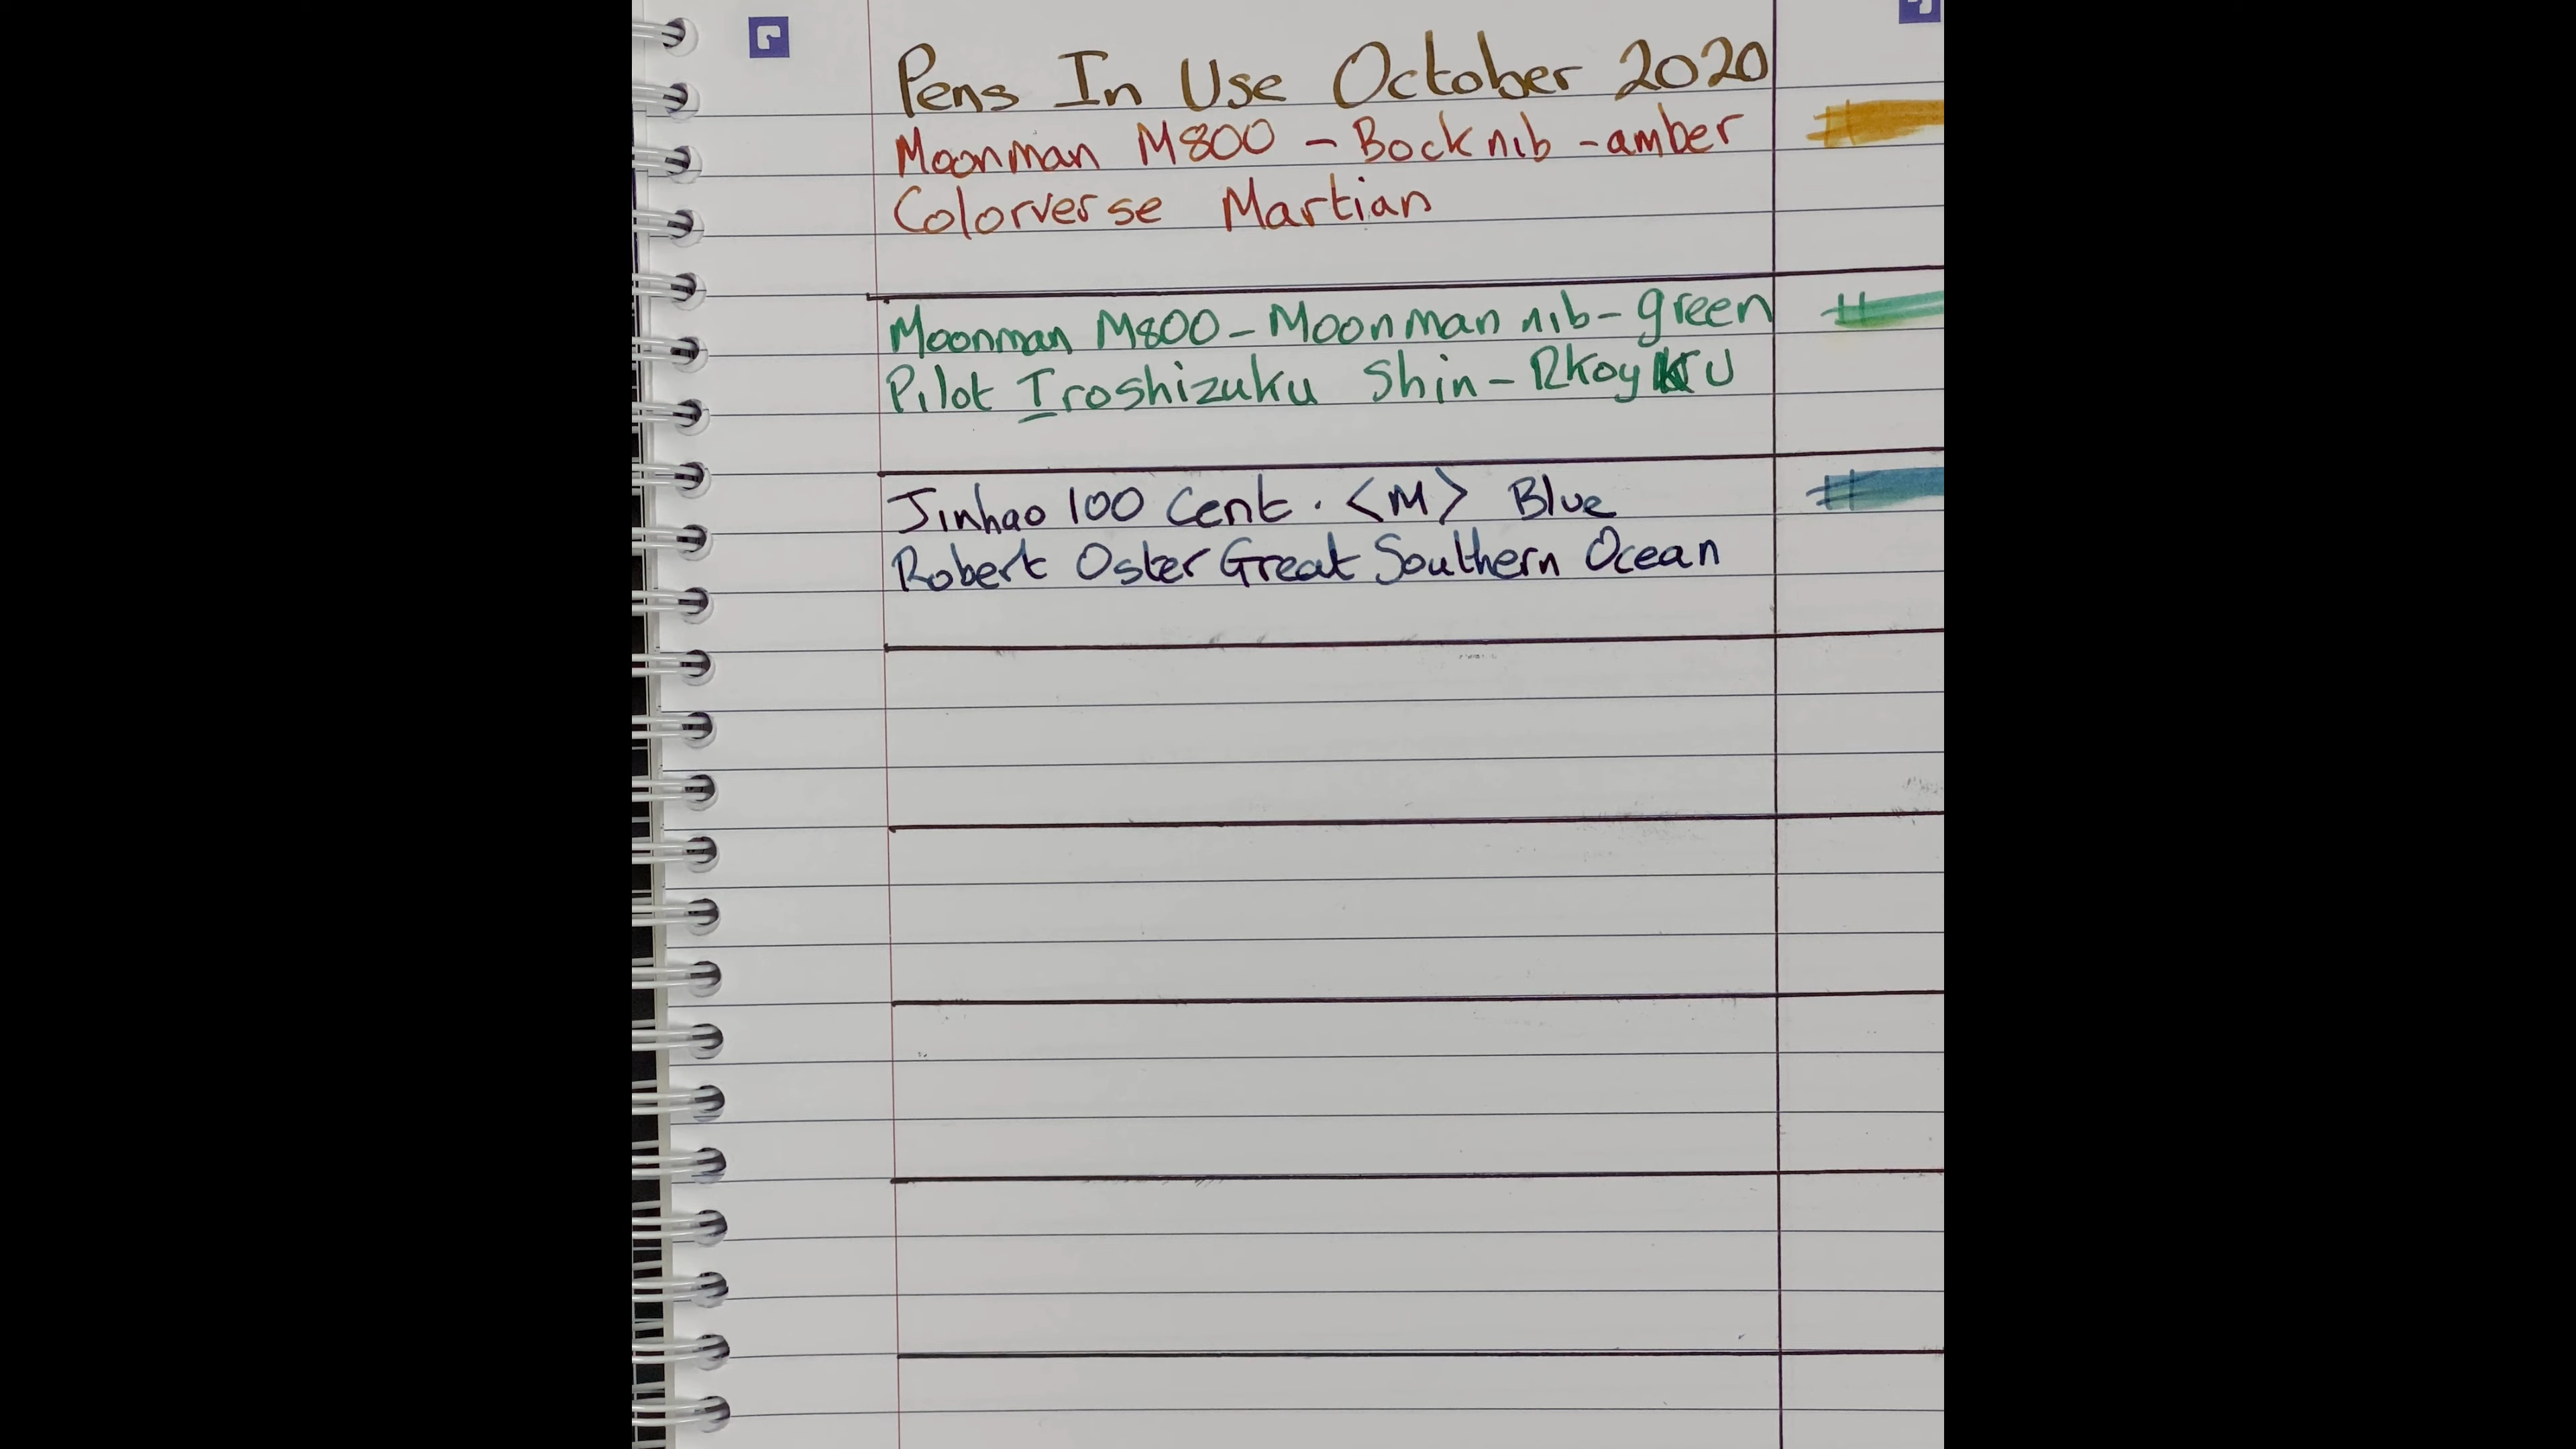 Pens In Use October 2020
Moonman M800 - Bock nib - amber
Colorverse Martian
Moonman M800 - Moonman nib - green
Pilot Iroshizuku Shin - Rkoyku
Jinhao 100 Cent. <M> Blue
Robert Oster Great Southern Ocean